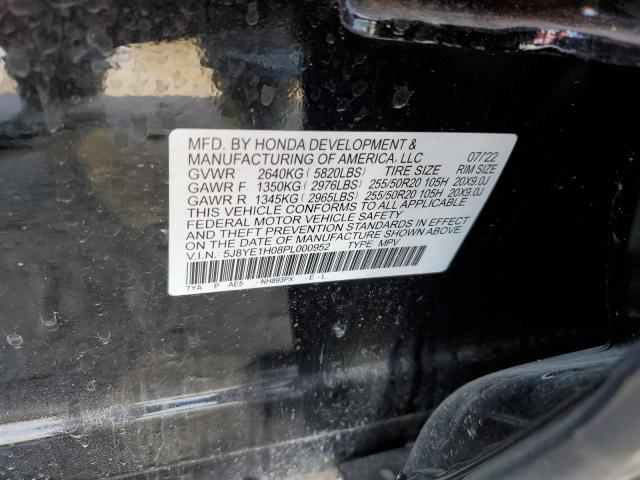 MFD. BY HONDA DEVELOPMENT &
MANUFACTURING OF AMERICA, LLC 07/22
GVWR 2640KG ( 5820LBS) TIRE SIZE RIM SIZE
GAWR F 1350KG ( 2976LBS) 255/50R20 105H 20X9.0J
GAWR R 1345KG ( 2965LBS) 255/50R20 105H 20X9.0J
THIS VEHICLE CONFORMS TO ALL APPLICABLE
FEDERAL MOTOR VEHICLE SAFETY
AND THEFT PREVENTION STANDARDS IN EFFECT
ON THE DATE OF MANUFACTURE SHOWN ABOVE.
V.I.N.: 5J8YE1H08PL000952 TYPE: MPV
TYA P AE5 - NH893PX - E - L